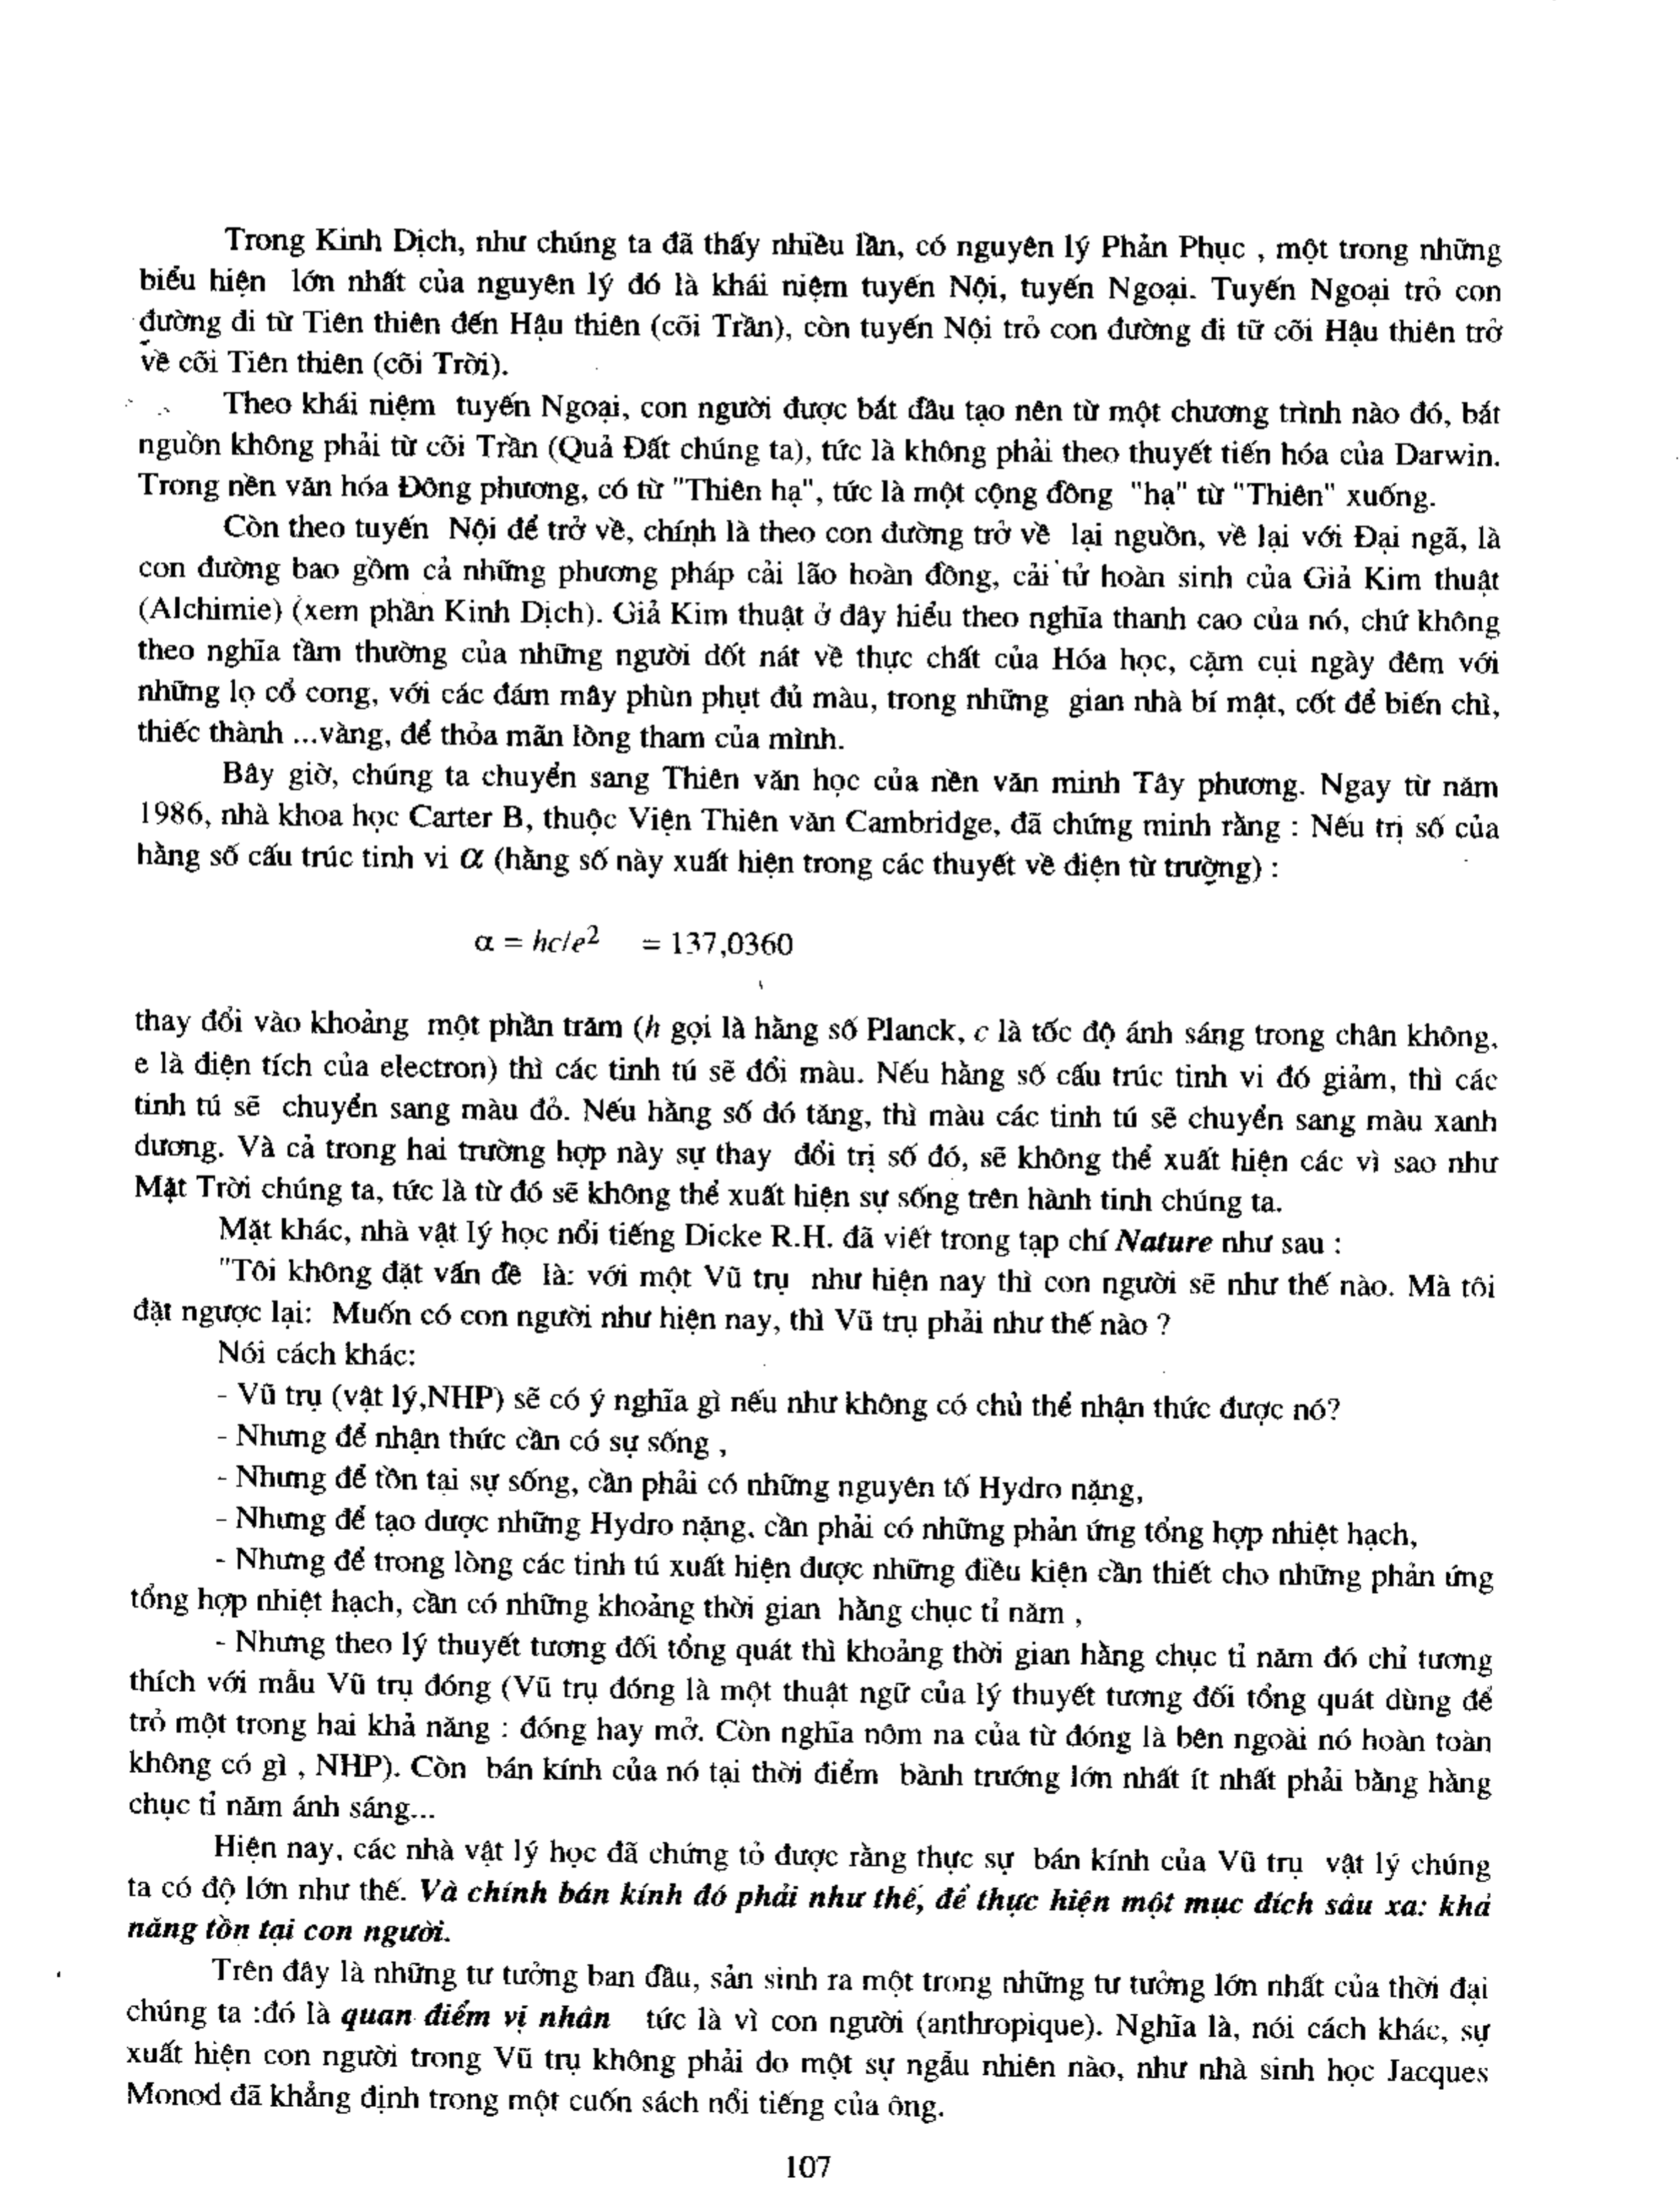 Trong Kinh Dịch, như chúng ta đã thấy nhiều lần, có nguyên lý Phản Phục , một trong những
biểu hiện lớn nhất của nguyên lý đó là khái niệm tuyến Nội, tuyến Ngoại. Tuyến Ngoại trỏ con
đường đi từ Tiên thiên đến Hậu thiên (cõi Trần), còn tuyến Nội trỏ con đường đi từ cõi Hậu thiên trở
về cõi Tiên thiên (cõi Trời).
Theo khái niệm tuyến Ngoại, con người được bắt đầu tạo nên từ một chương trình nào đó, bắt
nguồn không phải từ cõi Trần (Quả Đất chúng ta), tức là không phải theo thuyết tiến hóa của Darwin.
Trong nền văn hóa Đông phương, có từ "Thiên hạ", tức là một cộng đồng "hạ" từ "Thiên" xuống.
Còn theo tuyến Nội để trở về, chính là theo con đường trở về lại nguồn, về lại với Đại ngã, là
con đường bao gồm cả những phương pháp cải lão hoàn đồng, cải tử hoàn sinh của Giả Kim thuật
(Alchimie) (xem phần Kinh Dịch). Giả Kim thuật ở đây hiểu theo nghĩa thanh cao của nó, chứ không
theo nghĩa tầm thường của những người dốt nát về thực chất của Hóa học, cặm cụi ngày đêm với
những lọ cổ cong, với các đám mây phùn phụt đủ màu, trong những gian nhà bí mật, cốt để biến chì,
thiếc thành ...vàng, để thỏa mãn lòng tham của mình.
Bây giờ, chúng ta chuyển sang Thiên văn học của nền văn minh Tây phương. Ngay từ năm
1986, nhà khoa học Carter B, thuộc Viện Thiên văn Cambridge, đã chứng minh rằng : Nếu trị số của
hằng số cấu trúc tinh vi α (hằng số này xuất hiện trong các thuyết về điện từ trường) :
α = hc/e² = 137,0360
thay đổi vào khoảng một phần trăm (h gọi là hằng số Planck, c là tốc độ ánh sáng trong chân không,
e là điện tích của electron) thì các tinh tú sẽ đổi màu. Nếu hằng số cấu trúc tinh vi đó giảm, thì các
tinh tú sẽ chuyển sang màu đỏ. Nếu hằng số đó tăng, thì màu các tinh tú sẽ chuyển sang màu xanh
dương. Và cả trong hai trường hợp này sự thay đổi trị số đó, sẽ không thể xuất hiện các vì sao như
Mặt Trời chúng ta, tức là từ đó sẽ không thể xuất hiện sự sống trên hành tinh chúng ta.
Mặt khác, nhà vật lý học nổi tiếng Dicke R.H. đã viết trong tạp chí Nature như sau :
"Tôi không đặt vấn đề là: với một Vũ trụ như hiện nay thì con người sẽ như thế nào. Mà tôi
đặt ngược lại: Muốn có con người như hiện nay, thì Vũ trụ phải như thế nào ?
Nói cách khác:
- Vũ trụ (vật lý,NHP) sẽ có ý nghĩa gì nếu như không có chủ thể nhận thức được nó?
- Nhưng để nhận thức cần có sự sống ,
- Nhưng để tồn tại sự sống, cần phải có những nguyên tố Hydro nặng,
- Nhưng để tạo được những Hydro nặng, cần phải có những phản ứng tổng hợp nhiệt hạch,
- Nhưng để trong lòng các tinh tú xuất hiện được những điều kiện cần thiết cho những phản ứng
tổng hợp nhiệt hạch, cần có những khoảng thời gian hằng chục tỉ năm ,
- Nhưng theo lý thuyết tương đối tổng quát thì khoảng thời gian hằng chục tỉ năm đó chỉ tương
thích với mẫu Vũ trụ đóng (Vũ trụ đóng là một thuật ngữ của lý thuyết tương đối tổng quát dùng để
trỏ một trong hai khả năng : đóng hay mở. Còn nghĩa nôm na của từ đóng là bên ngoài nó hoàn toàn
không có gì , NHP). Còn bán kính của nó tại thời điểm bành trướng lớn nhất ít nhất phải bằng hằng
chục tỉ năm ánh sáng...
Hiện nay, các nhà vật lý học đã chứng tỏ được rằng thực sự bán kính của Vũ trụ vật lý chúng
ta có độ lớn như thế. Và chính bán kính đó phải như thế, để thực hiện một mục đích sâu xa: khả
năng tồn tại con người.
Trên đây là những tư tưởng ban đầu, sản sinh ra một trong những tư tưởng lớn nhất của thời đại
chúng ta :đó là quan điểm vị nhân tức là vì con người (anthropique). Nghĩa là, nói cách khác, sự
xuất hiện con người trong Vũ trụ không phải do một sự ngẫu nhiên nào, như nhà sinh học Jacques
Monod đã khẳng định trong một cuốn sách nổi tiếng của ông.
107